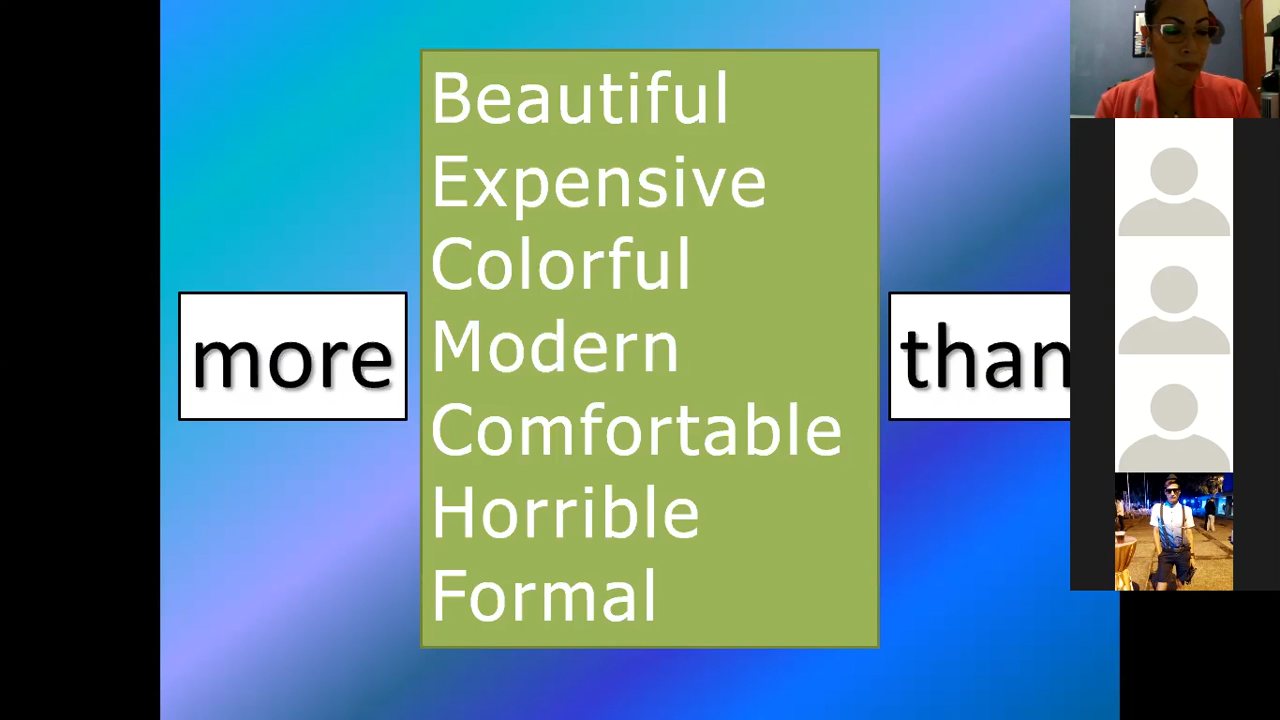 Beautiful
Expensive
Colorful
more
Modern
than
Comfortable
Horrible
Formal